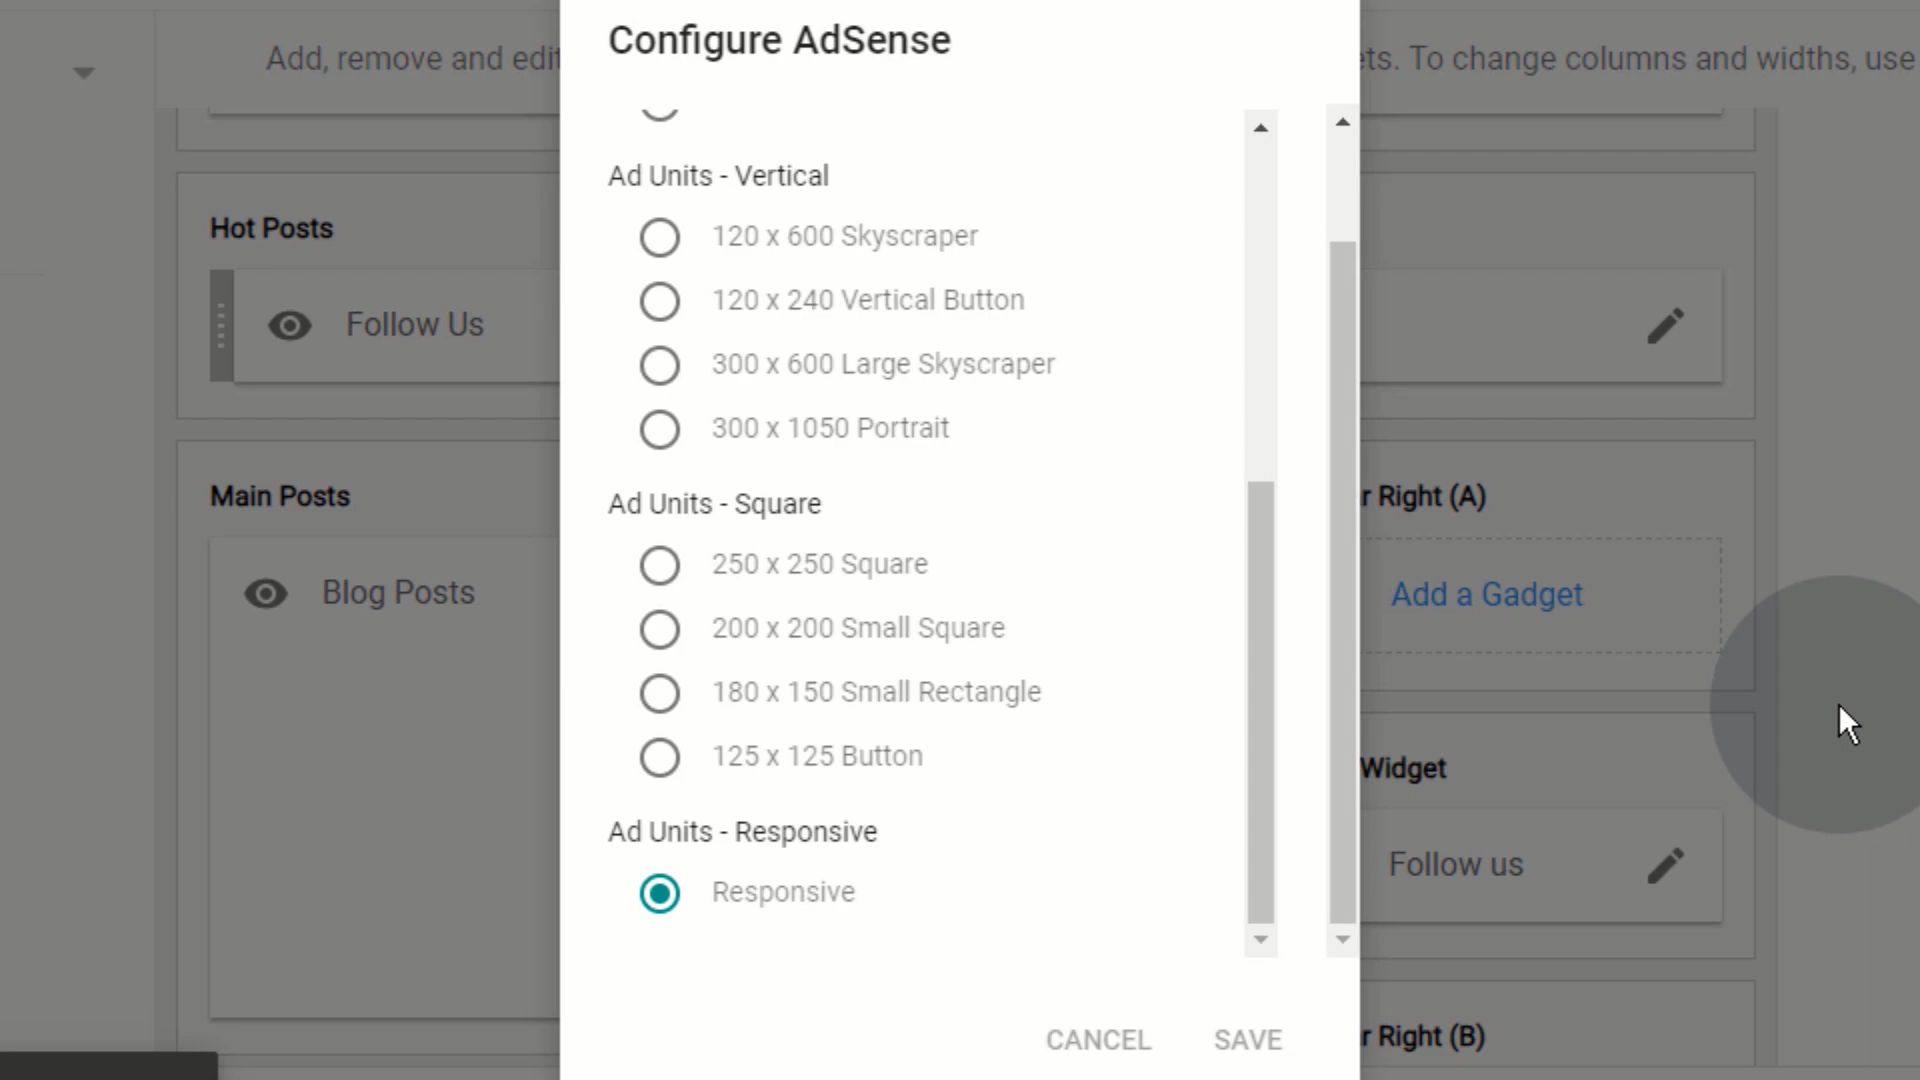 Configure AdSense
Add, remove and edit
ets. To change columns and widths, use
Ad Units - Vertical
120 x 600 Skyscraper
120 x 240 Vertical Button
300 x 600 Large Skyscraper
300 x 1050 Portrait
Ad Units - Square
250 x 250 Square
200 x 200 Small Square
180 x 150 Small Rectangle
125 x 125 Button
Ad Units - Responsive
Responsive
CANCEL SAVE
Hot Posts
Follow Us
Main Posts
Blog Posts
r Right (A)
Add a Gadget
Widget
Follow us
r Right (B)